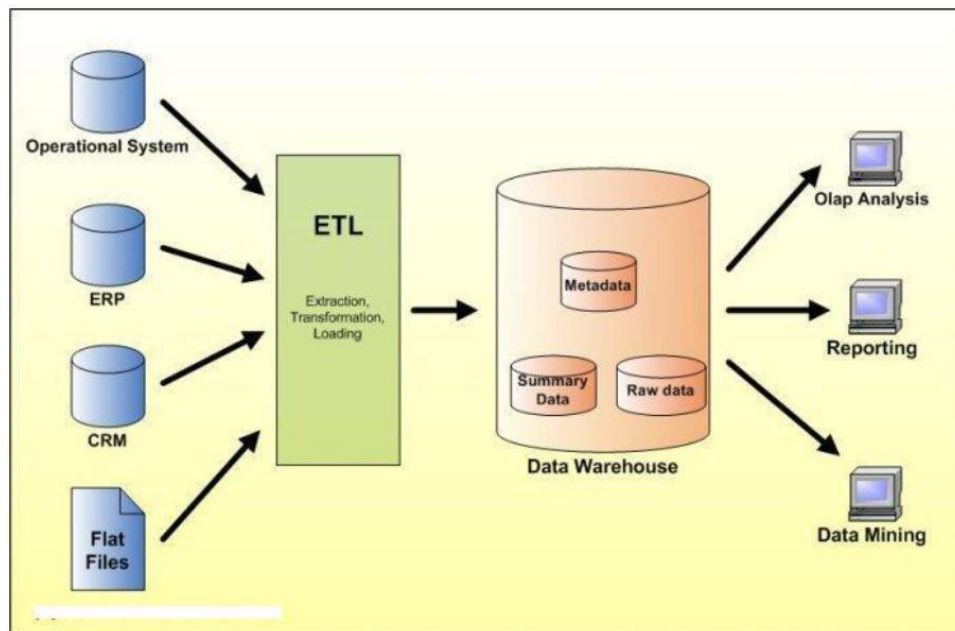 Operational System
ERP
CRM
Flat
Files
ETL
Extraction,
Transformation,
Loading
Metadata
Summary
Data
Raw data
Data Warehouse
Olap Analysis
Reporting
Data Mining